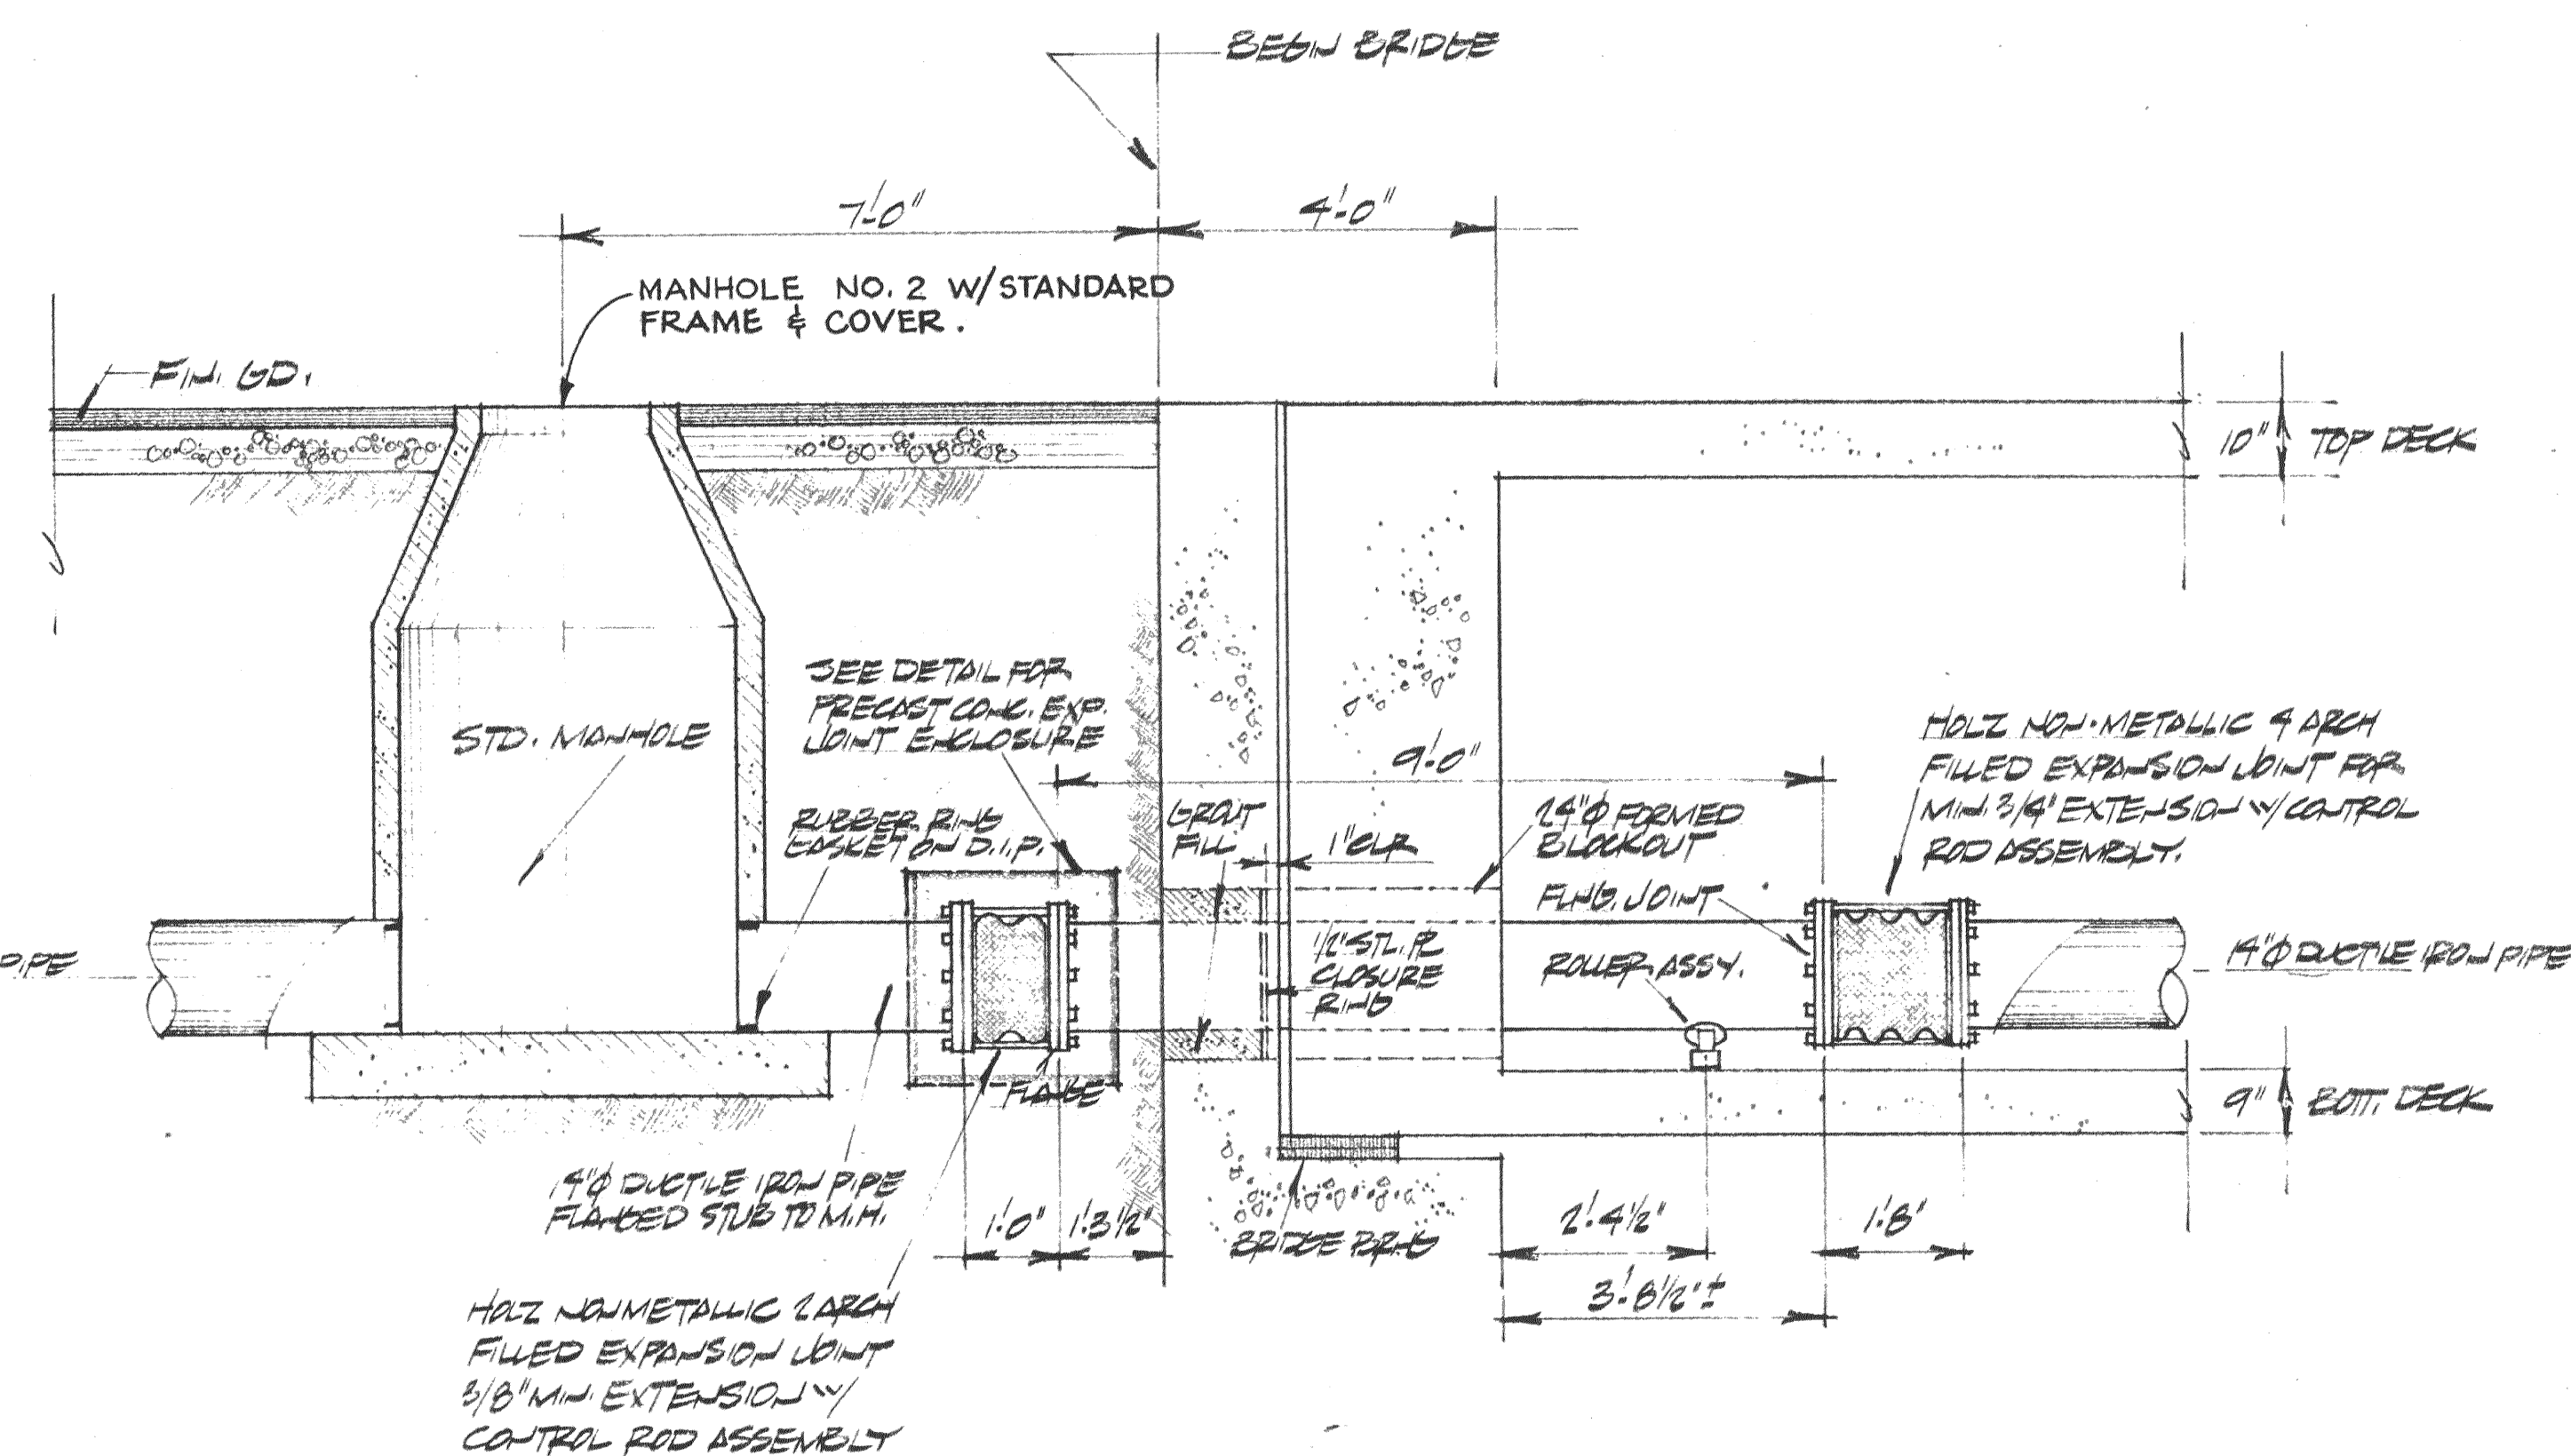 BEGIN BRIDGE
7'-0"
4'-0"
MANHOLE NO. 2 W/STANDARD
FRAME & COVER.
FIN. GD.
10" TOP DECK
SEE DETAIL FOR
PRECAST CONC. EXP.
JOINT ENCLOSURE
STD. MANHOLE
9'-0"
HOLZ NON-METALLIC 4 ARCH
FILLED EXPANSION JOINT FOR
MIN. 3/4" EXTENSION W/ CONTROL
ROD ASSEMBLY.
RUBBER RING
GASKET ON D.I.P.
GROUT
FILL
1" CLR
24"Φ FORMED
BLOCKOUT
FLNG. JOINT
1/2" STL. PL
CLOSURE
RING
ROLLER ASSY.
PIPE
14"Φ DUCTILE IRON PIPE
FLANGE
9" BOTT. DECK
14"Φ DUCTILE IRON PIPE
FLANGED STUB TO M.H.
1'-0"
1'-3 1/2"
BRIDGE BRG
2'-4 1/2"
1'-8"
3'-8 1/2" ±
HOLZ NONMETALLIC 2 ARCH
FILLED EXPANSION JOINT
3/8" MIN. EXTENSION W/
CONTROL ROD ASSEMBLY